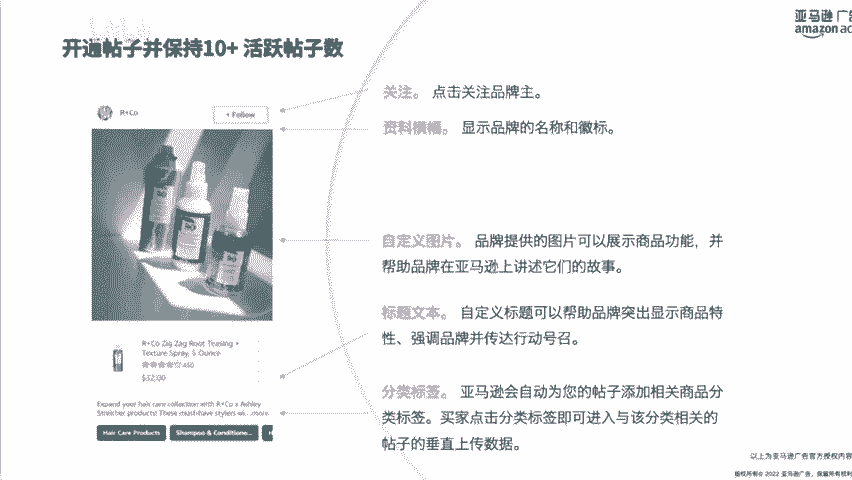 亚马逊广告
amazon ads
开通帖子并保持10+ 活跃帖子数
R+Co
+ Follow
关注。 点击关注品牌主。
资料横幅。 显示品牌的名称和徽标。
自定义图片。 品牌提供的图片可以展示商品功能，并
帮助品牌在亚马逊上讲述它们的故事。
标题文本。 自定义标题可以帮助品牌突出显示商品特
性、强调品牌并传达行动号召。
R+Co Zig Zag Root Teasing +
Texture Spray, 5 Ounce
450
$32.00
分类标签。 亚马逊会自动为您的帖子添加相关商品分
类标签。买家点击分类标签即可进入与该分类相关的
帖子的垂直上传数据。
Expand your hair care collection with R+Co x Ashley
Streicher products! These must-have stylers wi... more
Hair Care Products
Shampoo & Conditione...
H
以上为亚马逊广告官方授权内容
版权所有© 2022 亚马逊广告，保留所有权利